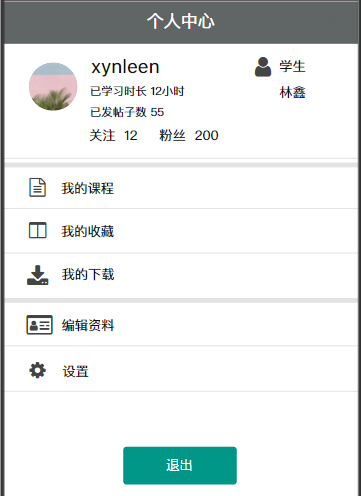 个人中心
xynleen
学生
已学习时长 12小时
林鑫
已发帖子数 55
关注 12 粉丝 200
我的课程
我的收藏
我的下载
编辑资料
设置
退出